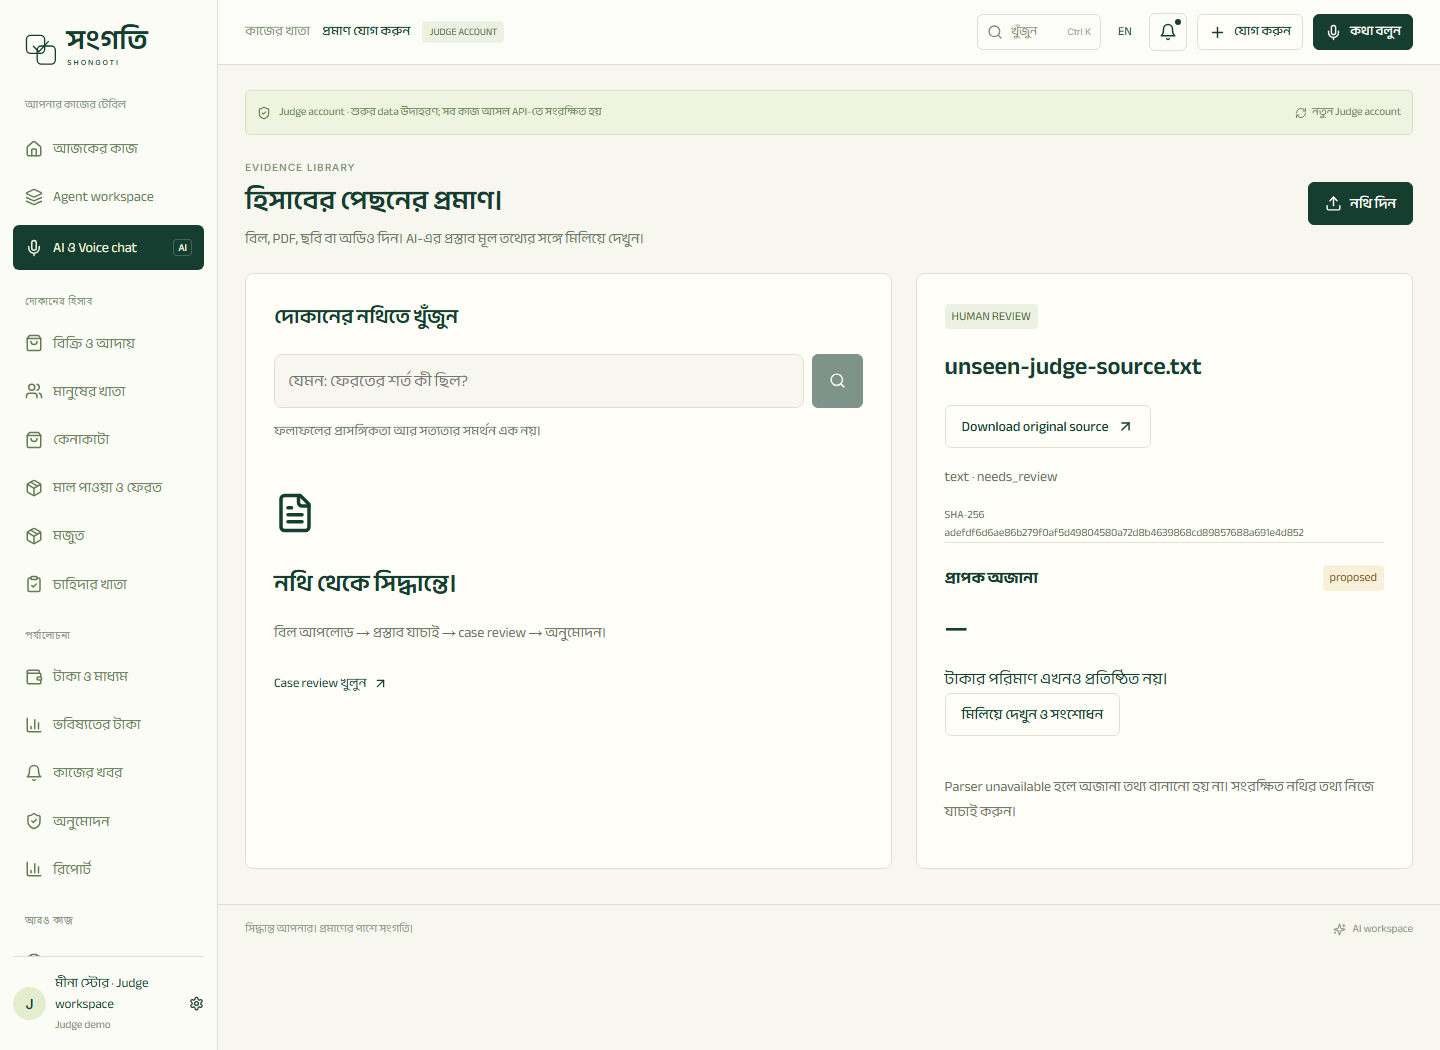 সংগতি
SHONGOTI
আপনার কাজের টেবিল
আজকের কাজ
Agent workspace
AI ও Voice chat
AI
দোকানের হিসাব
বিক্রি ও আদায়
মানুষের খাতা
কেনাকাটা
মাল পাওয়া ও ফেরত
মজুত
চাহিদার খাতা
পর্যালোচনা
টাকা ও মাধ্যম
ভবিষ্যতের টাকা
কাজের খবর
অনুমোদন
রিপোর্ট
আরও কাজ
J
মীনা স্টোর · Judge
workspace
Judge demo
কাজের খাতা
প্রমাণ যোগ করুন
JUDGE ACCOUNT
খুঁজুন
Ctrl K
EN
যোগ করুন
কথা বলুন
Judge account · শুরুর data উদাহরণ; সব কাজ আসল API-তে সংরক্ষিত হয়
নতুন Judge account
EVIDENCE LIBRARY
হিসাবের পেছনের প্রমাণ।
বিল, PDF, ছবি বা অডিও দিন। AI-এর প্রস্তাব মূল তথ্যের সঙ্গে মিলিয়ে দেখুন।
নথি দিন
দোকানের নথিতে খুঁজুন
যেমন: ফেরতের শর্ত কী ছিল?
ফলাফলের প্রাসঙ্গিকতা আর সত্যতার সমর্থন এক নয়।
নথি থেকে সিদ্ধান্তে।
বিল আপলোড → প্রস্তাব যাচাই → case review → অনুমোদন।
Case review খুলুন
HUMAN REVIEW
unseen-judge-source.txt
Download original source
text · needs_review
SHA-256
adefdf6d6ae86b279f0af5d49804580a72d8b4639868cd89857688a691e4d852
প্রাপক অজানা
proposed
—
টাকার পরিমাণ এখনও প্রতিষ্ঠিত নয়।
মিলিয়ে দেখুন ও সংশোধন
Parser unavailable হলে অজানা তথ্য বানানো হয় না। সংরক্ষিত নথির তথ্য নিজে
যাচাই করুন।
সিদ্ধান্ত আপনার। প্রমাণের পাশে সংগতি।
AI workspace